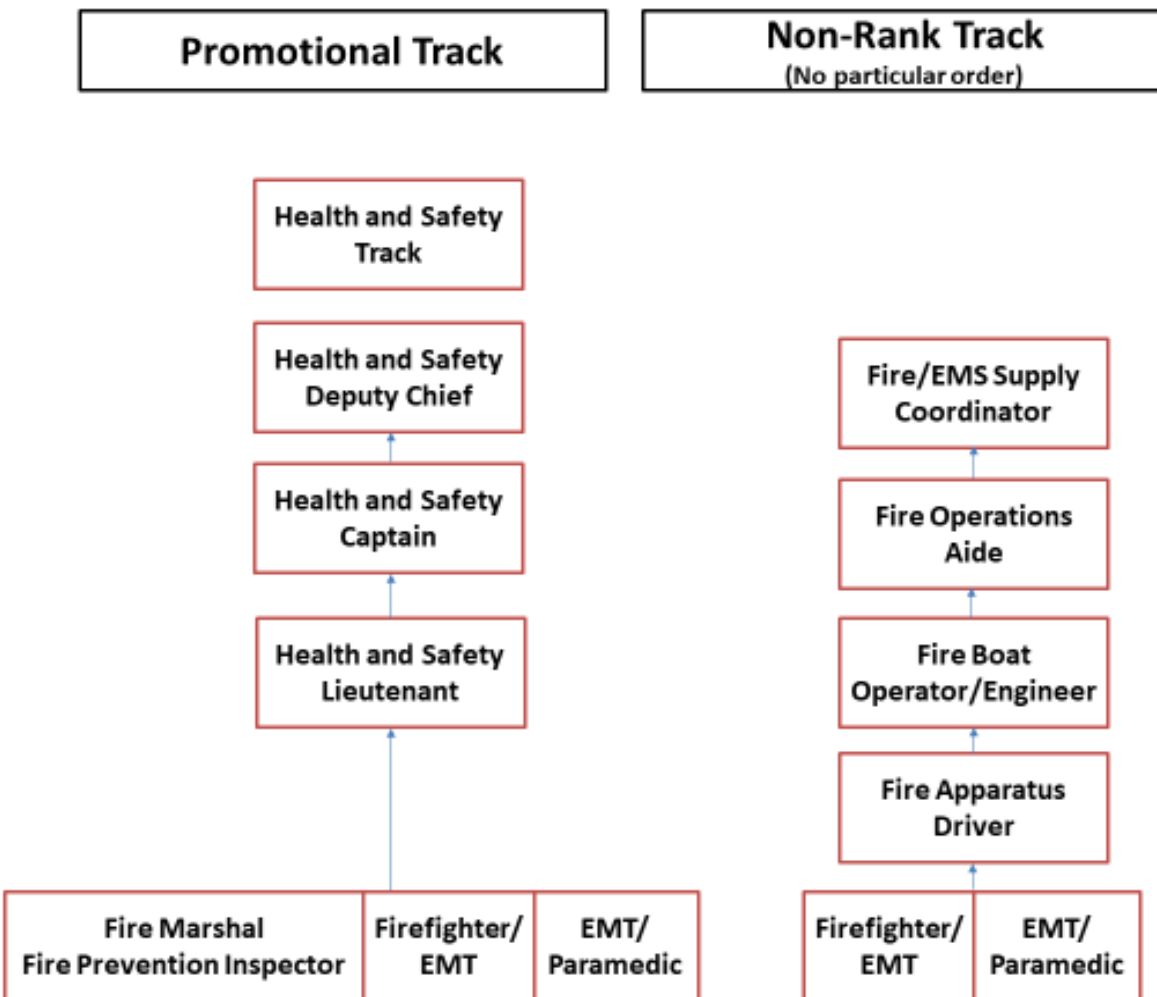 Promotional Track
Non-Rank Track
(No particular order)
Health and Safety
Track
Health and Safety
Deputy Chief
Health and Safety
Captain
Health and Safety
Lieutenant
Fire Marshal
Fire Prevention Inspector
Firefighter/
EMT
EMT/
Paramedic
Fire/EMS Supply
Coordinator
Fire Operations
Aide
Fire Boat
Operator/Engineer
Fire Apparatus
Driver
Firefighter/
EMT
EMT/
Paramedic